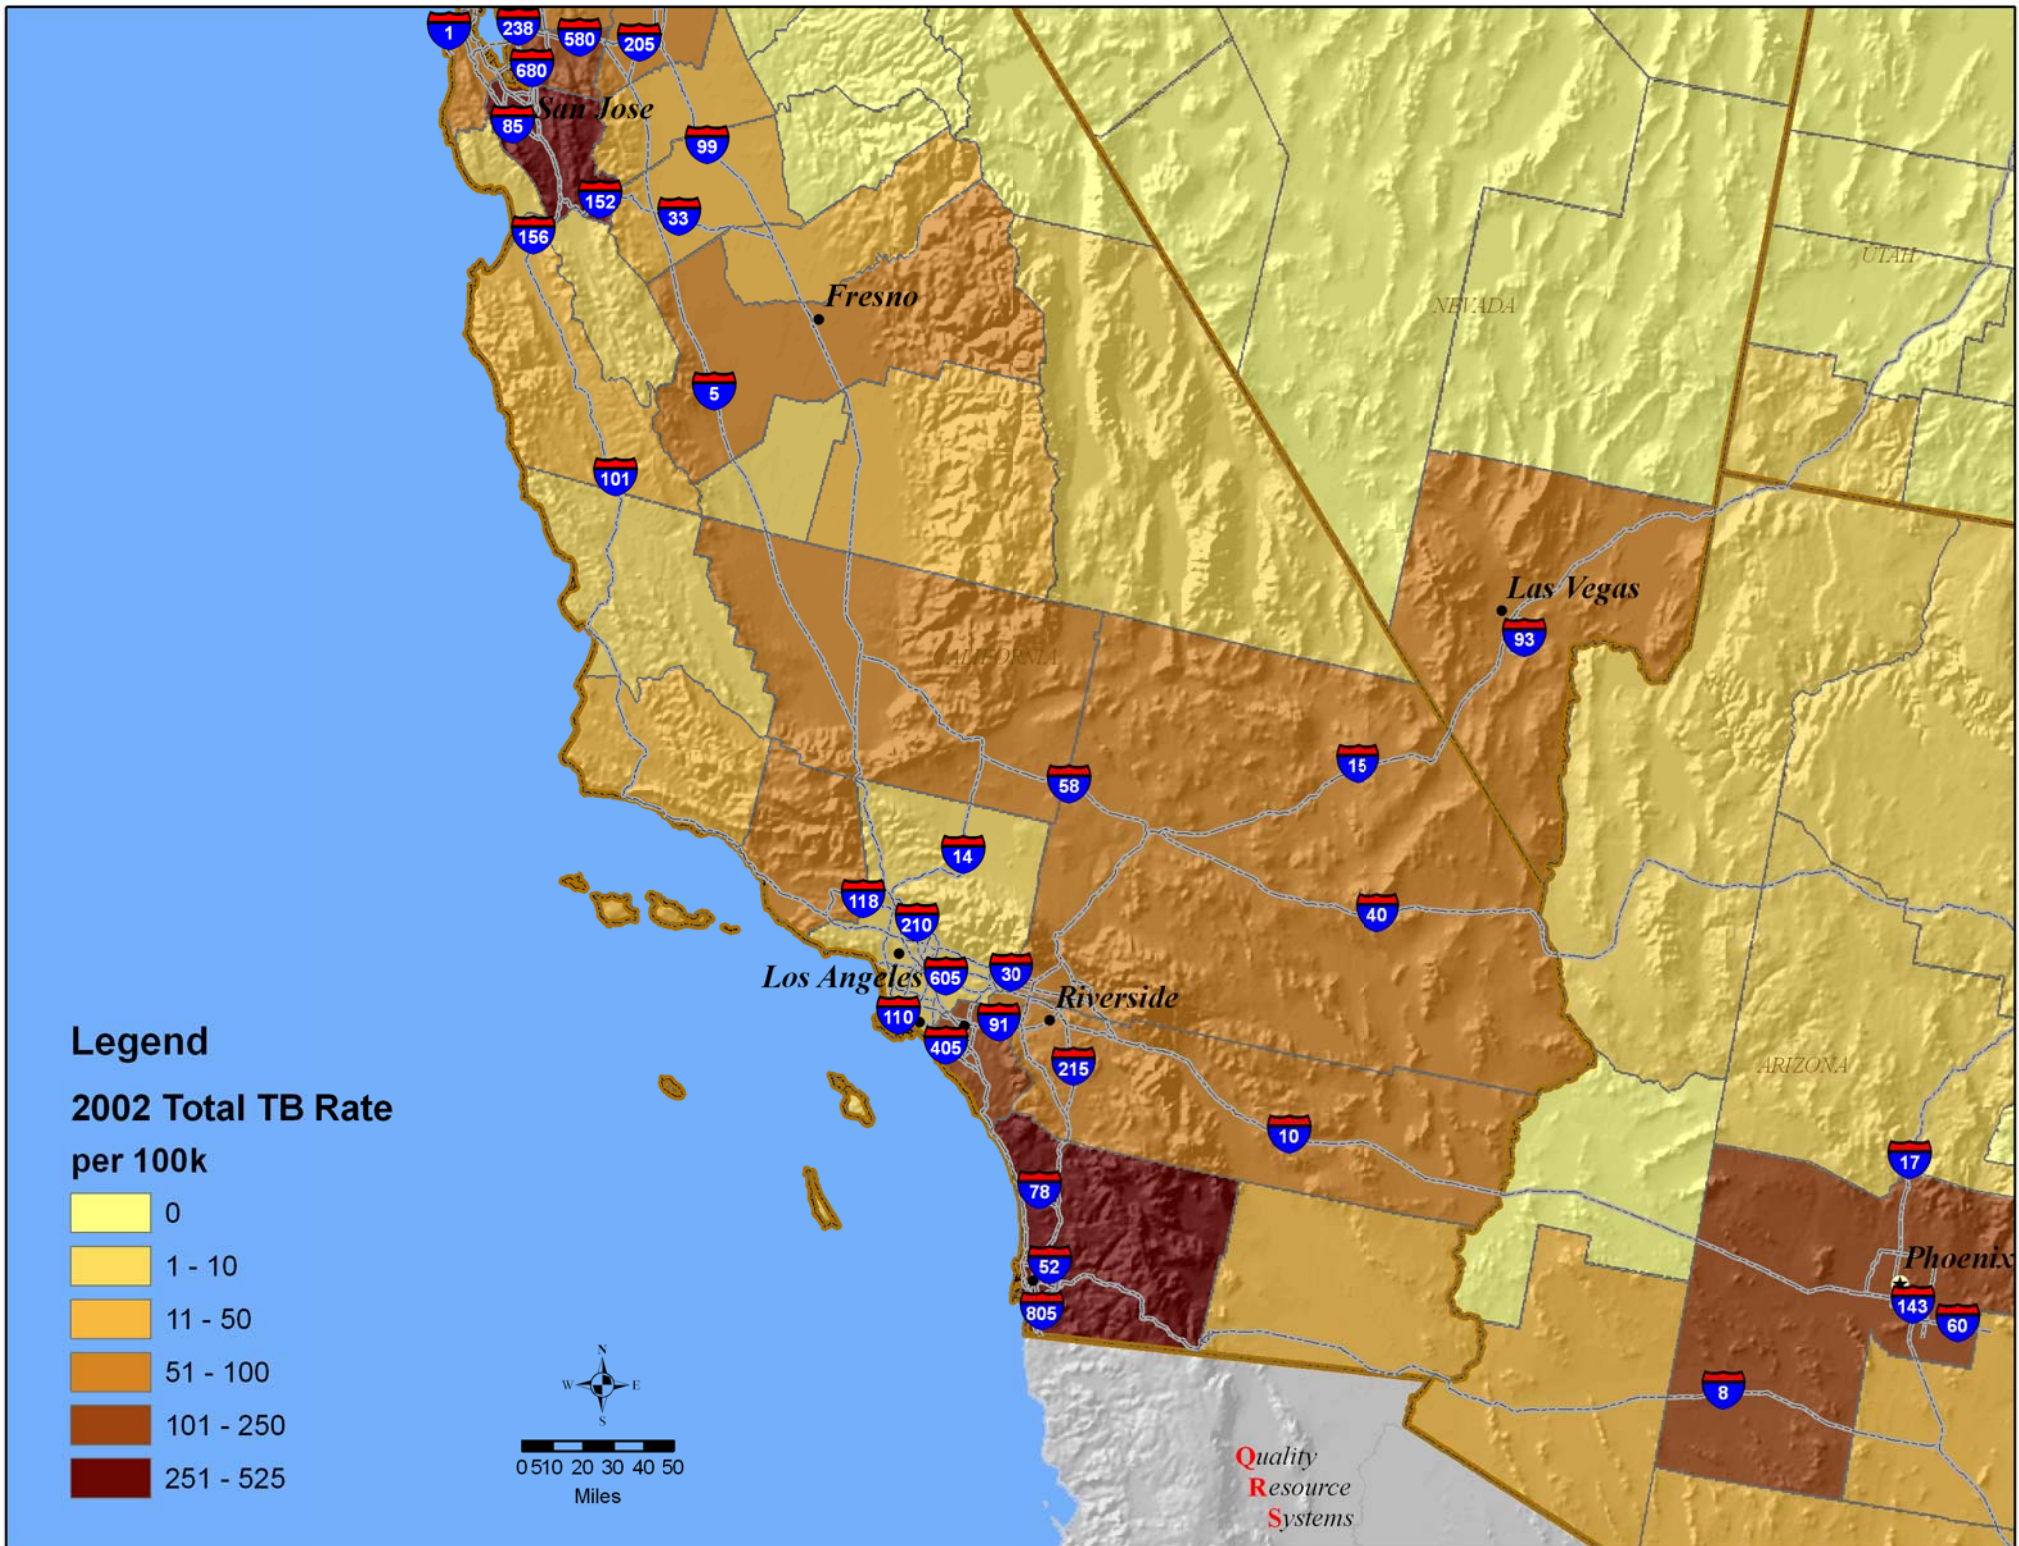 1
238
580
205
680
San Jose
85
99
152
33
156
UTAH
NEVADA
Fresno
5
101
Las Vegas
93
CALIFORNIA
15
58
14
118
210
40
Los Angeles
605
30
Riverside
110
91
405
215
ARIZONA
10
17
78
52
805
Phoenix
143
60
8
Legend
2002 Total TB Rate
per 100k
0
1 - 10
11 - 50
51 - 100
101 - 250
251 - 525
N
W E
S
0 5 10 20 30 40 50
Miles
Quality
Resource
Systems